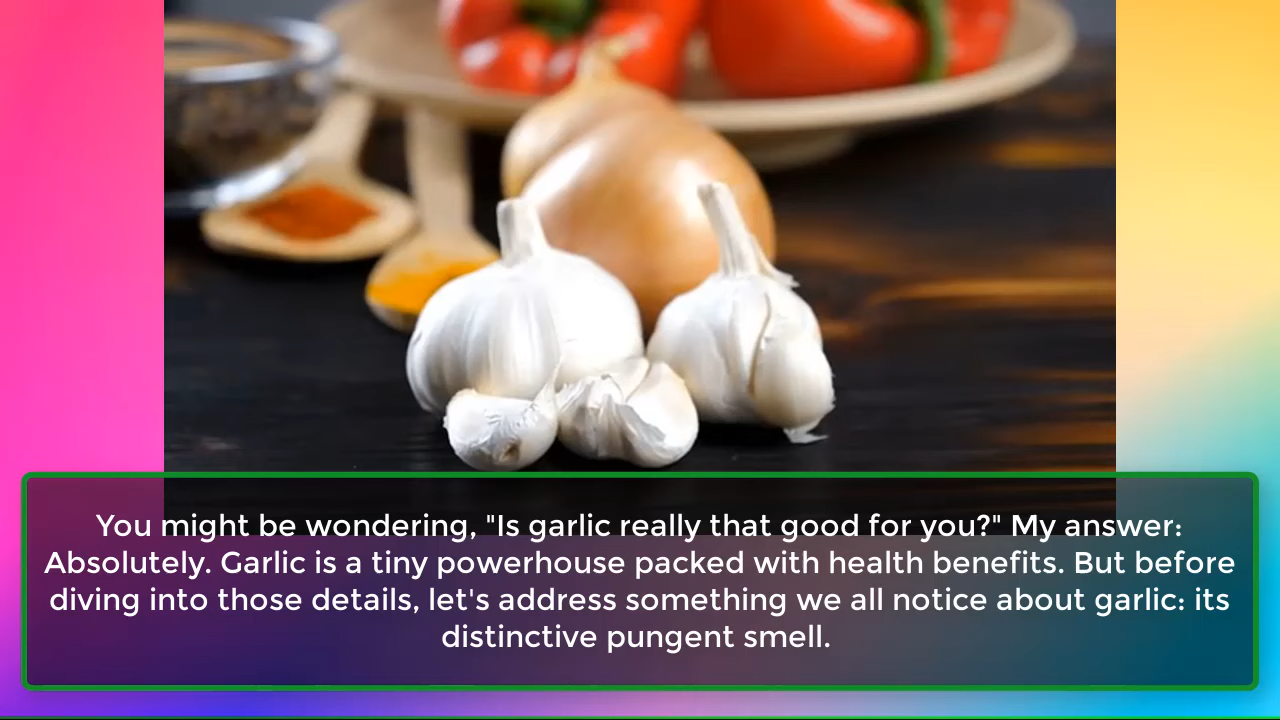 You might be wondering, "Is garlic really that good for you?" My answer:
Absolutely. Garlic is a tiny powerhouse packed with health benefits. But before
diving into those details, let's address something we all notice about garlic: its
distinctive pungent smell.